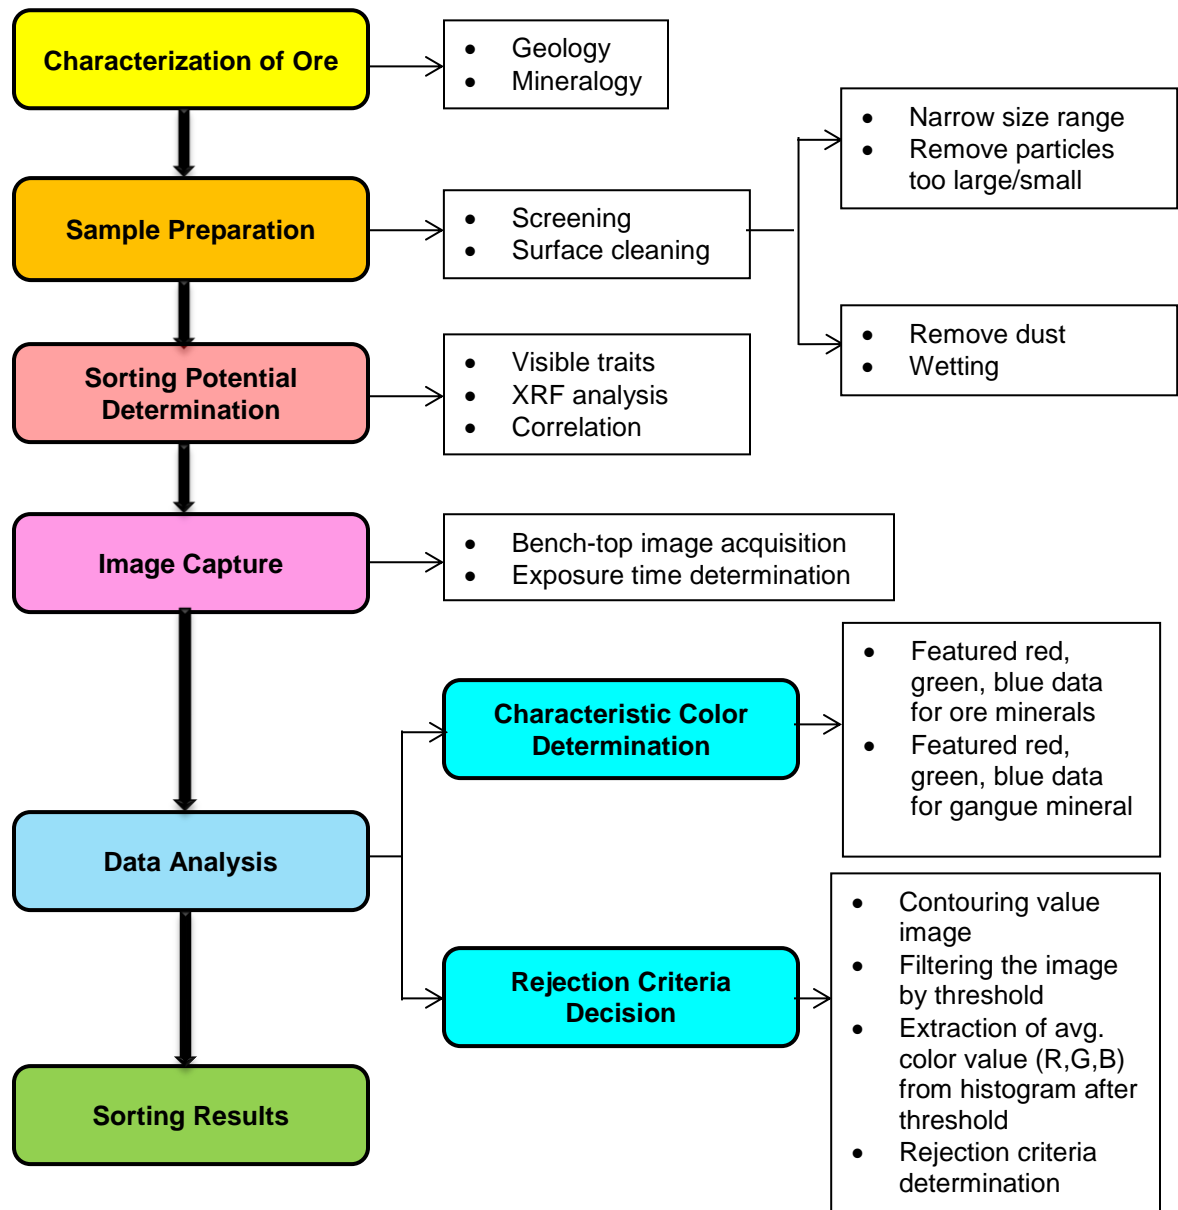 Characterization of Ore
• Geology
• Mineralogy
• Narrow size range
• Remove particles
too large/small
Sample Preparation
• Screening
• Surface cleaning
• Remove dust
• Wetting
Sorting Potential
Determination
• Visible traits
• XRF analysis
• Correlation
Image Capture
• Bench-top image acquisition
• Exposure time determination
Characteristic Color
Determination
• Featured red,
green, blue data
for ore minerals
• Featured red,
green, blue data
for gangue mineral
Data Analysis
Rejection Criteria
Decision
• Contouring value
image
• Filtering the image
by threshold
• Extraction of avg.
color value (R,G,B)
from histogram after
threshold
• Rejection criteria
determination
Sorting Results